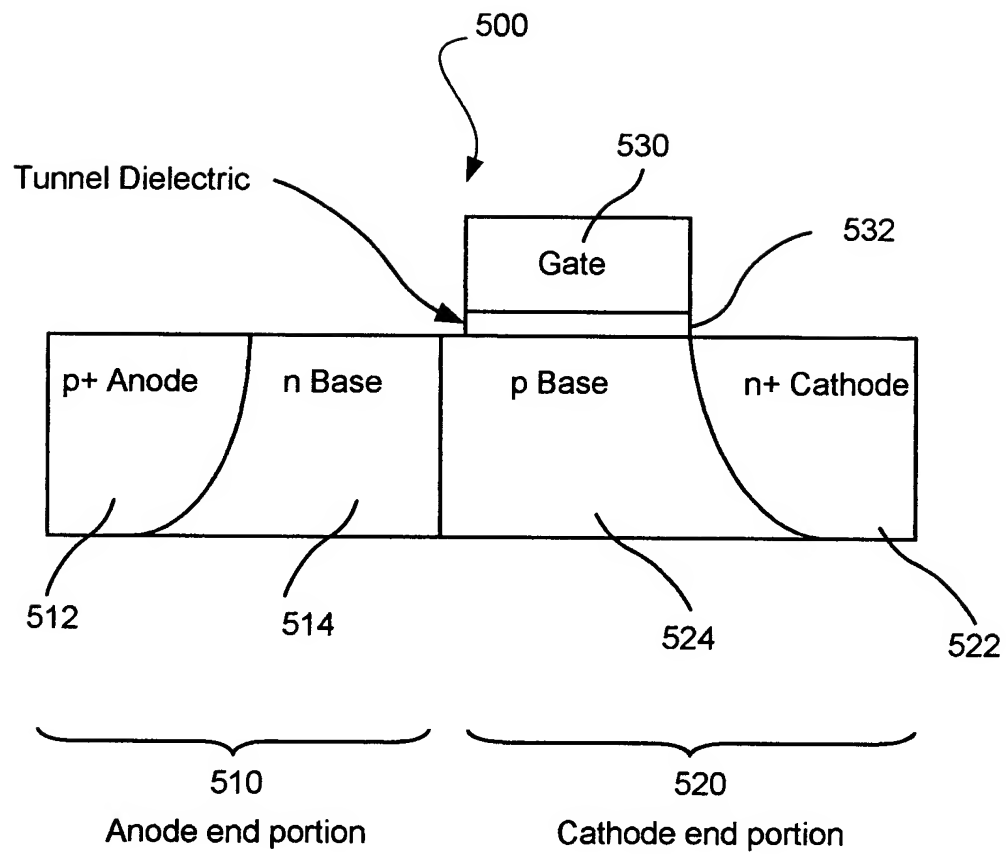 500
530
Tunnel Dielectric
532
Gate
p+ Anode
n Base
p Base
n+ Cathode
512
514
524
522
510
520
Anode end portion
Cathode end portion